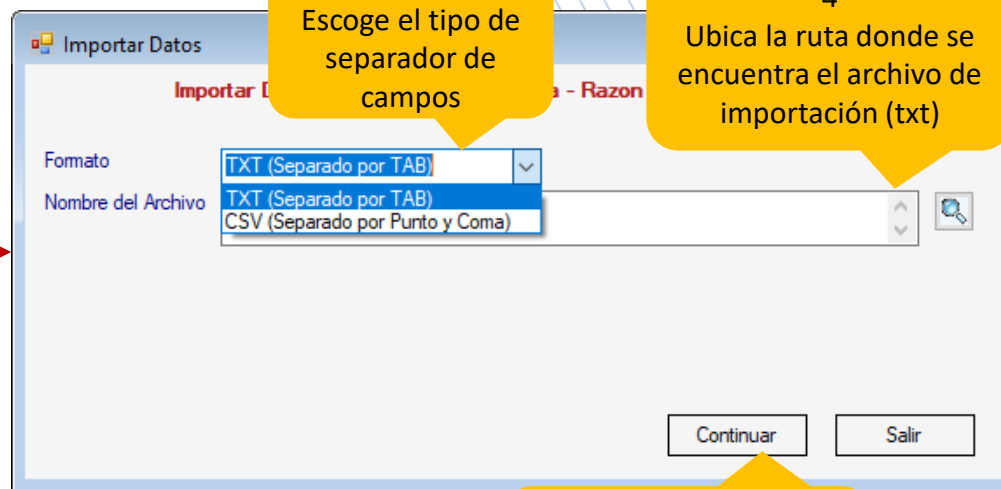 Escoge el tipo de
separador de
campos
4
Ubica la ruta donde se
encuentra el archivo de
importación (txt)
Importar Datos
Importar - Razon
Formato
TXT (Separado por TAB)
Nombre del Archivo
TXT (Separado por TAB)
CSV (Separado por Punto y Coma)
Continuar
Salir